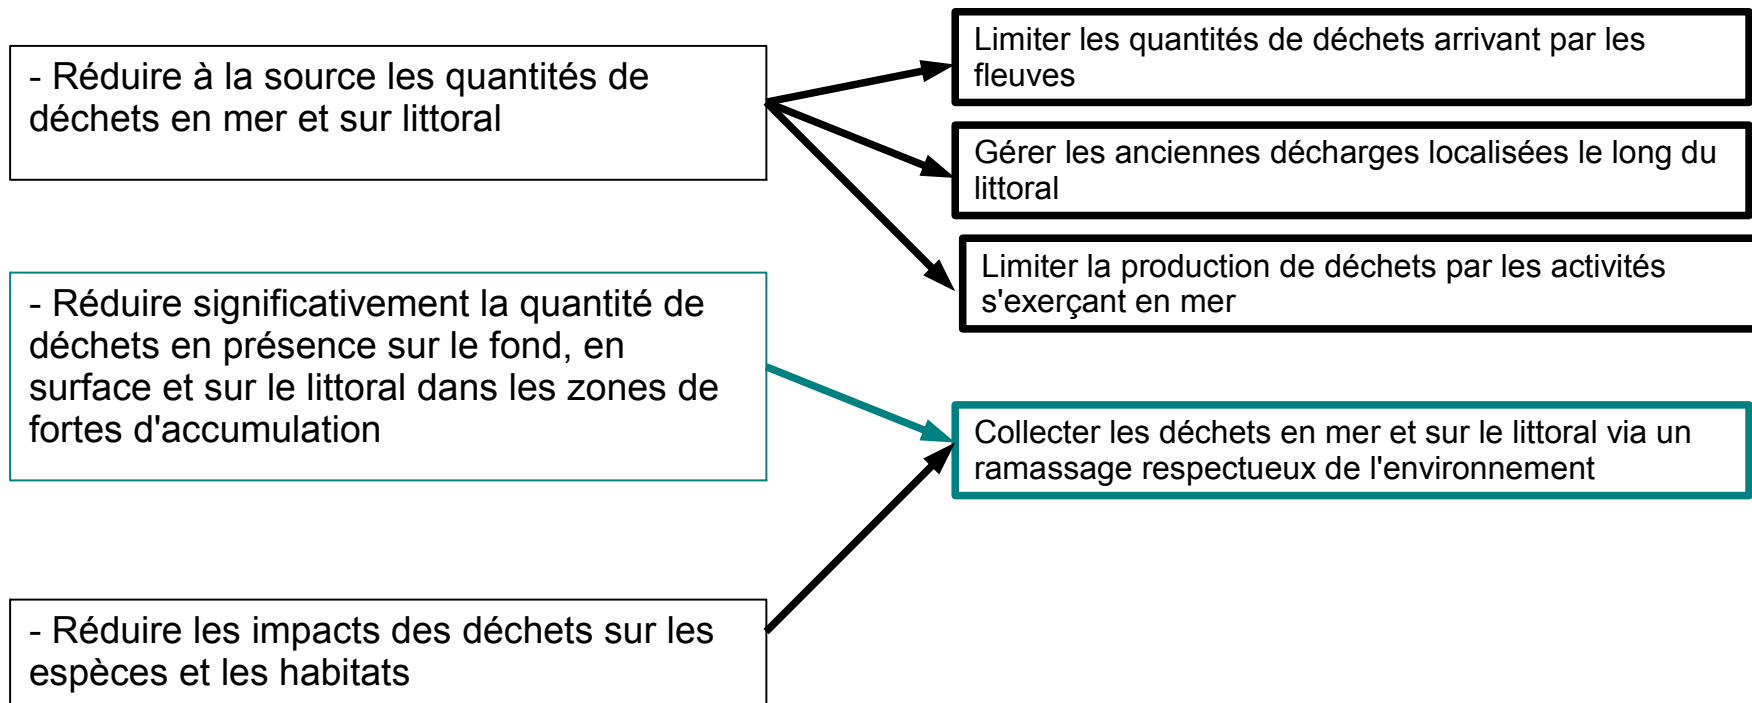 - Réduire à la source les quantités de
déchets en mer et sur littoral
Limiter les quantités de déchets arrivant par les
fleuves
Gérer les anciennes décharges localisées le long du
littoral
Limiter la production de déchets par les activités
s'exerçant en mer
- Réduire significativement la quantité de
déchets en présence sur le fond, en
surface et sur le littoral dans les zones de
fortes d'accumulation
Collecter les déchets en mer et sur le littoral via un
ramassage respectueux de l'environnement
- Réduire les impacts des déchets sur les
espèces et les habitats